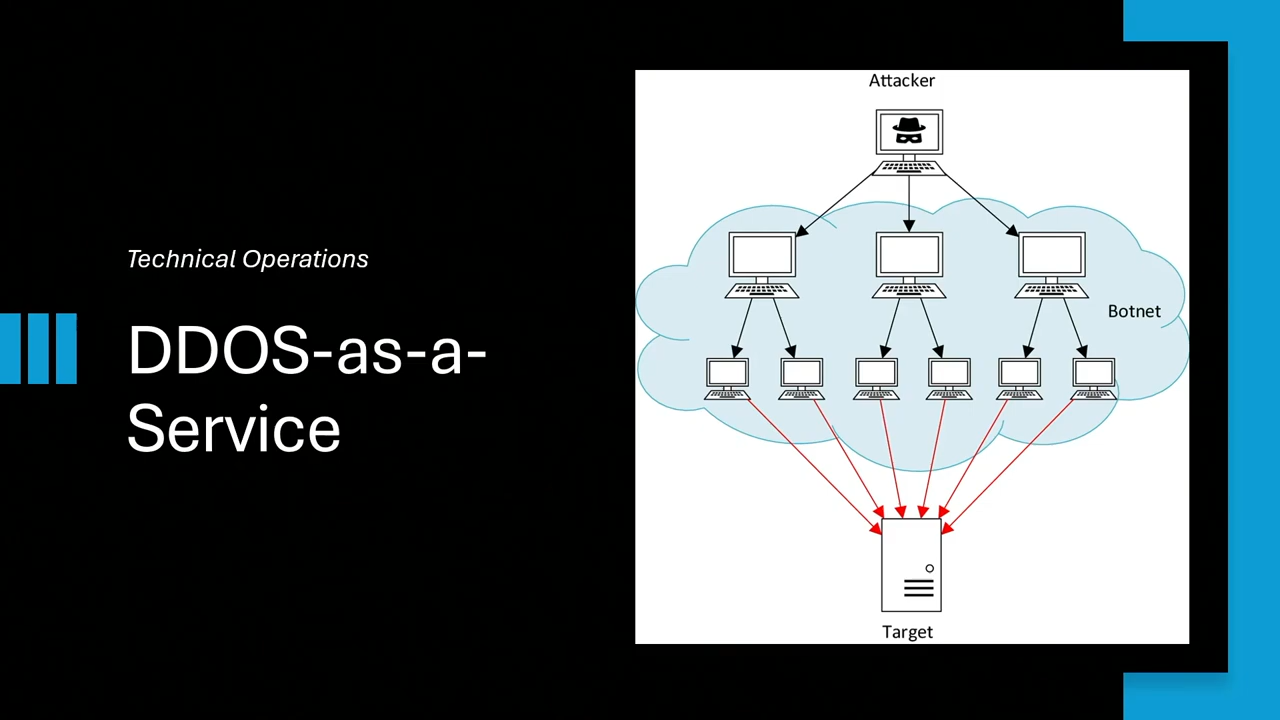 Technical Operations
DDOS-as-a-
Service
Attacker
Botnet
Target